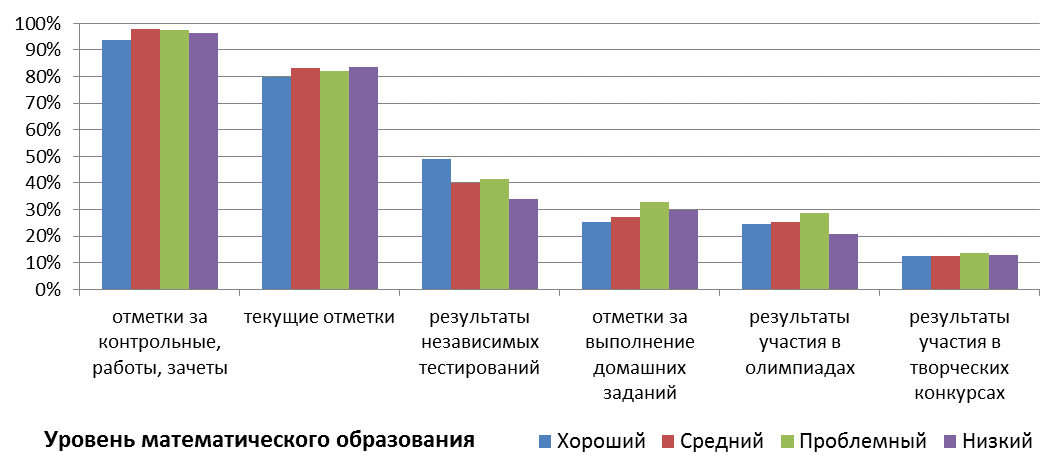 100%
90%
80%
70%
60%
50%
40%
30%
20%
10%
0%
отметки за
контрольные,
работы, зачеты
текущие отметки
результаты
независимых
тестирований
отметки за
выполнение
домашних
заданий
результаты
участия в
олимпиадах
результаты
участия в
творческих
конкурсах
Уровень математического образования
Хороший
Средний
Проблемный
Низкий